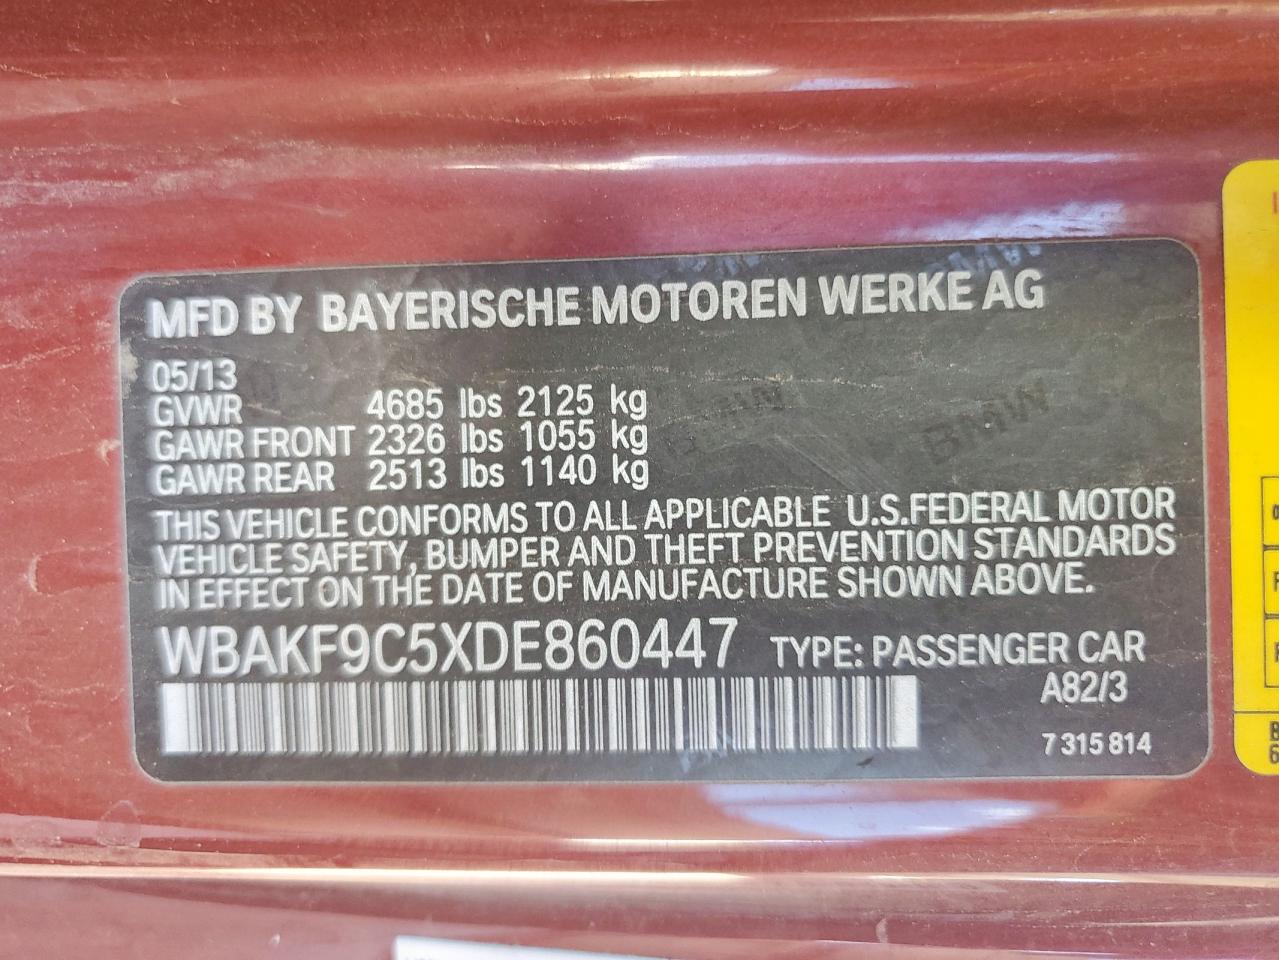 MFD BY BAYERISCHE MOTOREN WERKE AG
05/13
GVWR 4685 lbs 2125 kg
GAWR FRONT 2326 lbs 1055 kg
GAWR REAR 2513 lbs 1140 kg
THIS VEHICLE CONFORMS TO ALL APPLICABLE U.S.FEDERAL MOTOR
VEHICLE SAFETY, BUMPER AND THEFT PREVENTION STANDARDS
IN EFFECT ON THE DATE OF MANUFACTURE SHOWN ABOVE.
WBAKF9C5XDE860447 TYPE: PASSENGER CAR
A82/3
7 315 814
BMW